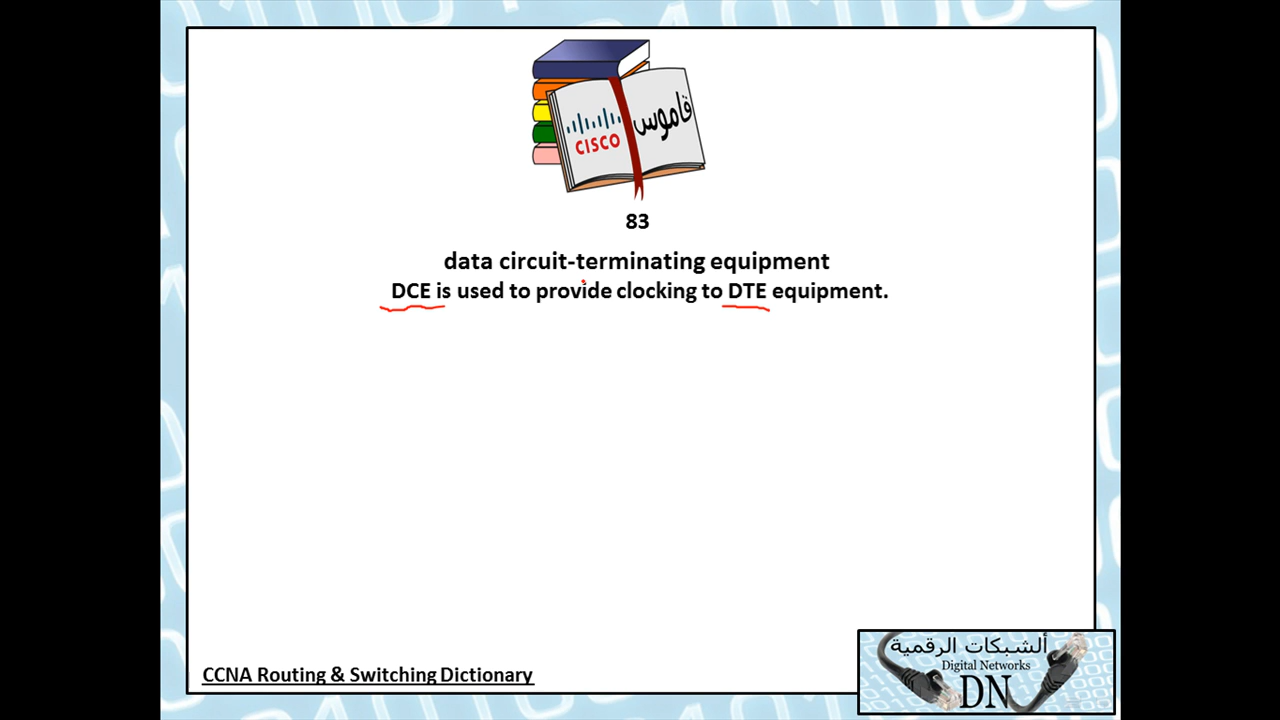 CISCO
قاموس
83
data circuit-terminating equipment
DCE is used to provide clocking to DTE equipment.
CCNA Routing & Switching Dictionary
ألشبكات الرقمية
Digital Networks
DN